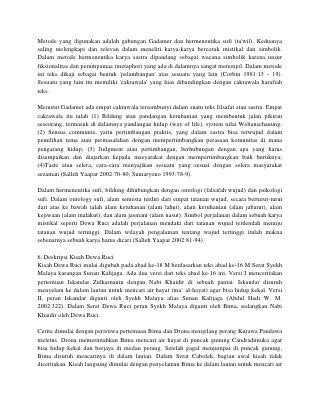 Metode yang digunakan adalah gabungan Gadamer dan hermeneutika sufi (ta'wil). Keduanya
saling melengkapi dan relevan dalam meneliti karya-karya bercorak mistikal dan simbolik.
Dalam metode hermeneutika karya sastra dipandang sebagai wacana simbolik karena unsur
fiksionalitas dan perumpamaa (metaphor) yang ada di dalamnya sangat menonjol. Dalam metode
ini teks dikaji sebagai bentuk 'pelambangan' atas sesuatu yang lain (Corbin 1981:13 - 19).
Sesuatu yang lain itu memiliki 'cakrawala' yang luas dibandingkan dengan cakrawala harafiah
teks.
Menurut Gadamer ada empat cakrawala tersembunyi dalam suatu teks filsafat atau sastra. Empat
cakrawala itu ialah (1) Bildung atau pandangan keruhanian yang membentuk jalan pikiran
seseorang, termasuk di dalamnya pandangan hidup (way of life), system nilai Weltanschauung;
(2) Sensus communis, yaitu pertimbangan praktis, yang dalam sastra bisa terwujud dalam
pemilihan tema atau permasalahan dengan mempertimbangkan perasaan komunitas di mana
pengarang hidup; (3) Judgment atau pertimbangan, berhubungan dengan apa yang harus
disampaikan dan diajarkan kepada masyarakat dengan mempertimbangkan baik buruknya;
(4)Taste atau selera, cara-cara menyajikan sesuatu yang sesuai dengan selera masyarakat
sezaman (Salleh Yaapar 2002:70-80; Sumaryono 1993:78-9).
Dalam hermeneutika sufi, bildung dihubungkan dengan ontologi (falsafah wujud) dan psikologi
sufi. Dalam ontology sufi, alam semesta terdiri dari empat tatanan wujud, secara berturut-turut
dari atas ke bawah ialah alam ketuhanan (alam lahut), alam keruhanian (alam jabarut), alam
kejiwaan (alam malakut), dan alam jasmani (alam nasut). Simbol perjalanan dalam sebuah karya
mistikal seperti Dewa Ruci adalah perjalanan mendaki dari tatanan wujud terendah menuju
tatanan wujud tertinggi. Dalam wilayah pengalaman tentang wujud tertinggi itulah makna
sebenarnya sebuah karya harus dicari (Salleh Yaapar 2002:81-94)
6. Deskripsi Kisah Dewa Ruci
Kisah Dewa Ruci mulai digubah pada abad ke-18 M berdasarkan teks abad ke-16 M Serat Syekh
Malaya karangan Sunan Kalijaga. Ada dua versi dari teks abad ke-16 ini. Versi I menceritakan
pertemuan Iskandar Zulkarnaein dengan Nabi Khaidir di sebuah pantai. Iskandar disuruh
menyelam ke dalam lautan untuk mencari air hayat (ma' al-hayat) agar bisa hidup kekal. Versi
II, peran Iskandar diganti oleh Syekh Malaya alias Sunan Kalijaga (Abdul Hadi W. M.
2002:322). Dalam Serat Dewa Ruci peran Syekh Malaya diganti oleh Bima, sedangkan Nabi
Khaidir oleh Dewa Ruci.
Cerita dimulai dengan peristiwa pertemuan Bima dan Drona menjelang perang Kurawa Pandawa
meletus. Drona memerintahkan Bima mencari air hayat di puncak gunung Candradimuka agar
bisa hidup kekal dan berjaya di medan perang. Setelah gagal menjumpai di puncak gunung,
Bima disuruh mencarinya di dalam lautan. Dalam Serat Cabolek, bagian awal kisah tidak
diceritakan. Kisah langsung dimulai dengan penyelaman Bima ke dalam lautan untuk mencari air